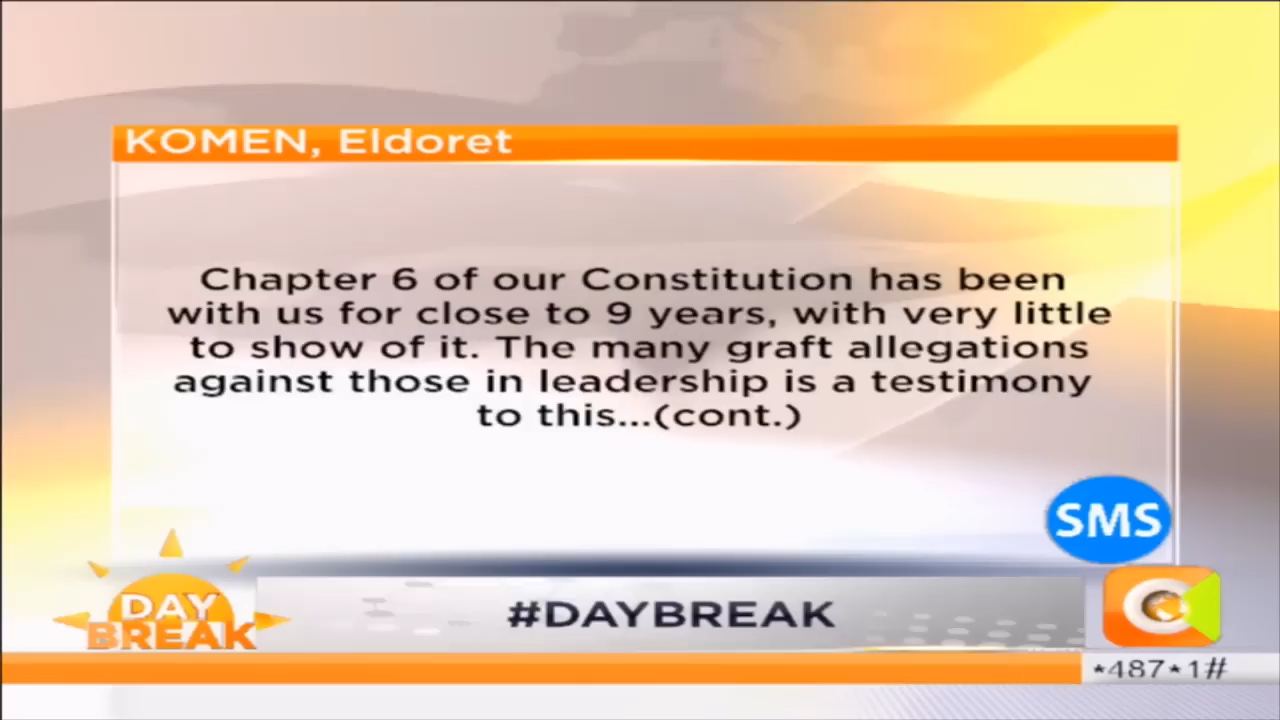 KOMEN, Eldoret
Chapter 6 of our Constitution has been
with us for close to 9 years, with very little
to show of it. The many graft allegations
against those in leadership is a testimony
to this...(cont.)
SMS
DAY
BREAK
#DAYBREAK
*487*1#